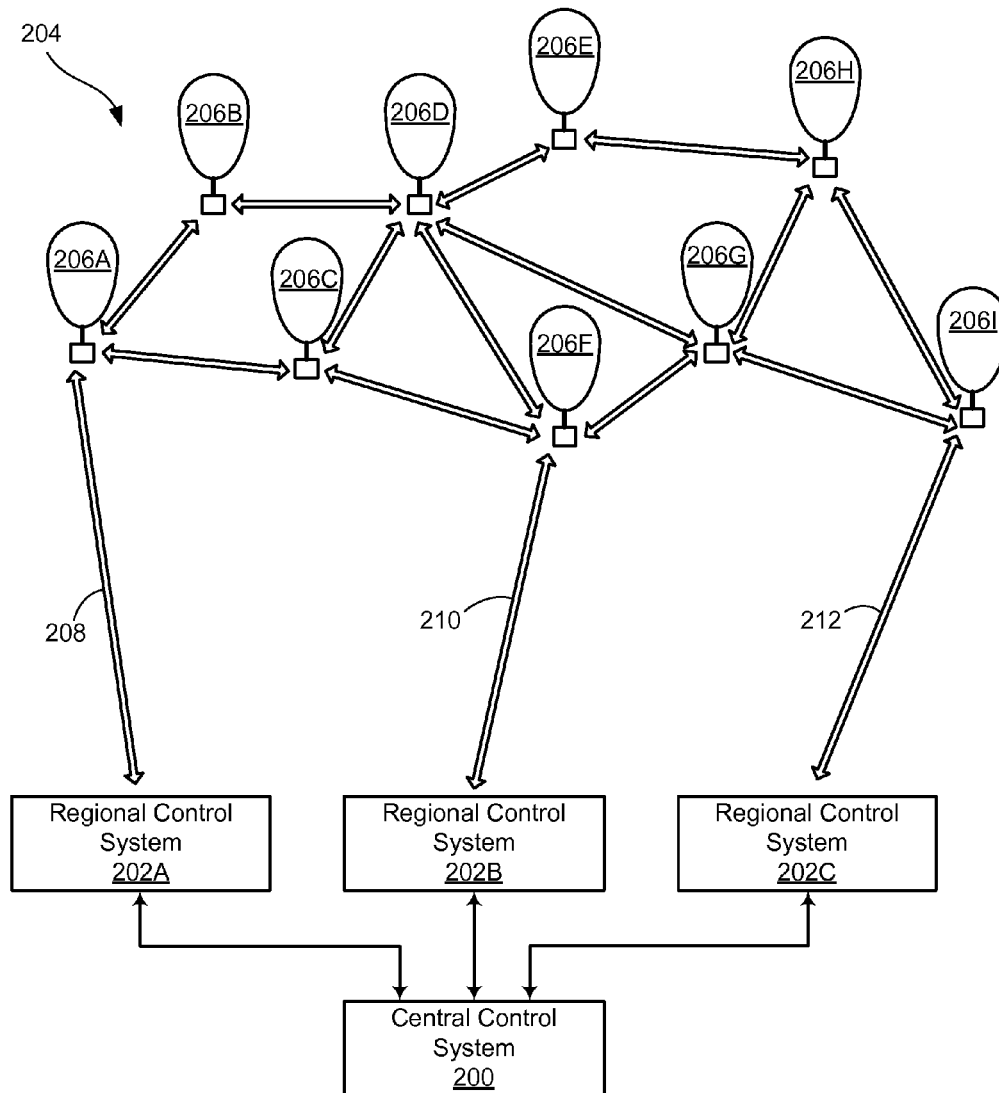 204
206E
206H
206B
206D
206A
206C
206G
206F
206I
208
210
212
Regional Control
System
202A
Regional Control
System
202B
Regional Control
System
202C
Central Control
System
200